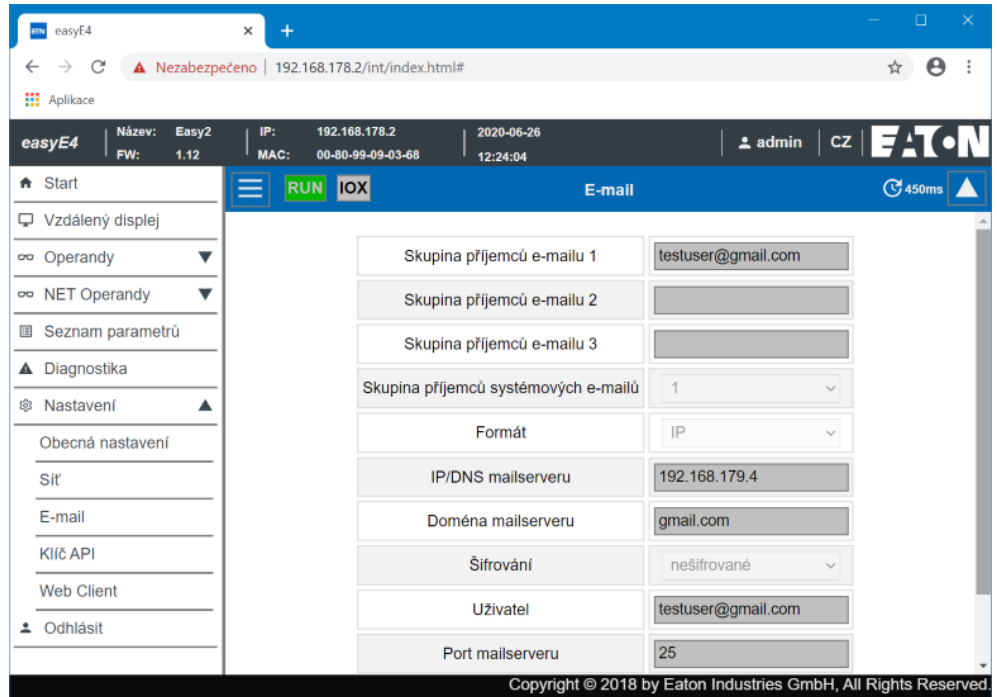 ETN easyE4
Nezabezpečeno | 192.168.178.2/int/index.html#
Aplikace
easyE4 Název: Easy2 IP: 192.168.178.2 2020-06-26 admin CZ EATON
FW: 1.12 MAC: 00-80-99-09-03-68 12:24:04
Start
RUN IOX E-mail 450ms
Vzdálený displej
Operandy
NET Operandy
Seznam parametrů
Diagnostika
Nastavení
Obecná nastavení
Síť
E-mail
Klíč API
Web Client
Odhlásit
Skupina příjemců e-mailu 1 testuser@gmail.com
Skupina příjemců e-mailu 2
Skupina příjemců e-mailu 3
Skupina příjemců systémových e-mailů 1
Formát IP
IP/DNS mailserveru 192.168.179.4
Doména mailserveru gmail.com
Šifrování nešifrované
Uživatel testuser@gmail.com
Port mailserveru 25
Copyright © 2018 by Eaton Industries GmbH, All Rights Reserved.